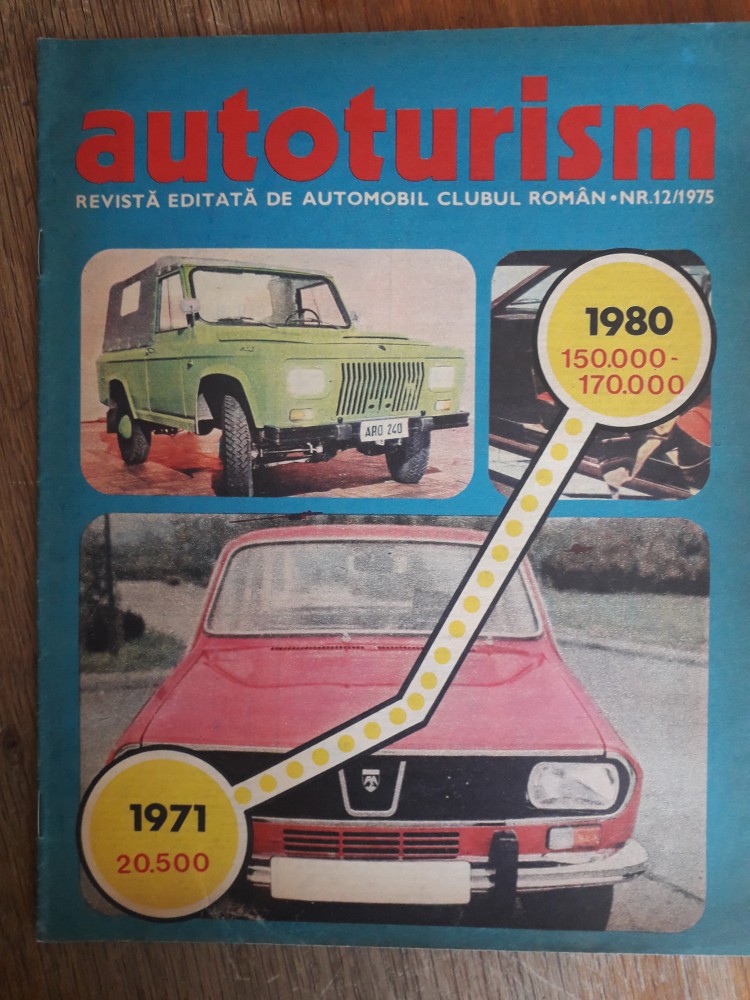 autoturism
REVISTĂ EDITATĂ DE AUTOMOBIL CLUBUL ROMÂN • NR.12/1975
1980
150.000-
170.000
ARO 240
1971
20.500